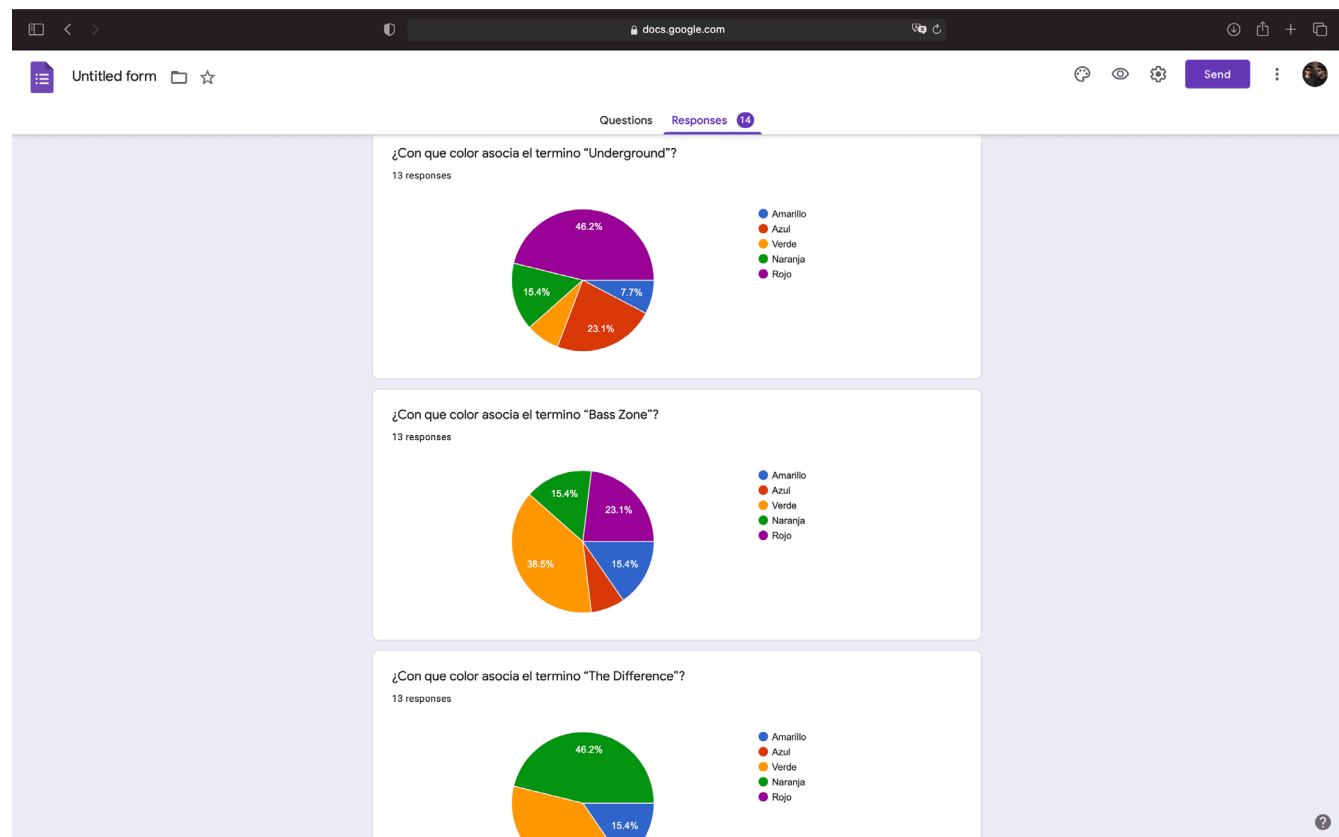 docs.google.com
Untitled form
Send
Questions Responses 14
¿Con que color asocia el termino “Underground”?
13 responses
46.2%
15.4%
7.7%
23.1%
Amarillo
Azul
Verde
Naranja
Rojo
¿Con que color asocia el termino “Bass Zone”?
13 responses
15.4%
23.1%
38.5%
15.4%
Amarillo
Azul
Verde
Naranja
Rojo
¿Con que color asocia el termino “The Difference”?
13 responses
46.2%
15.4%
Amarillo
Azul
Verde
Naranja
Rojo